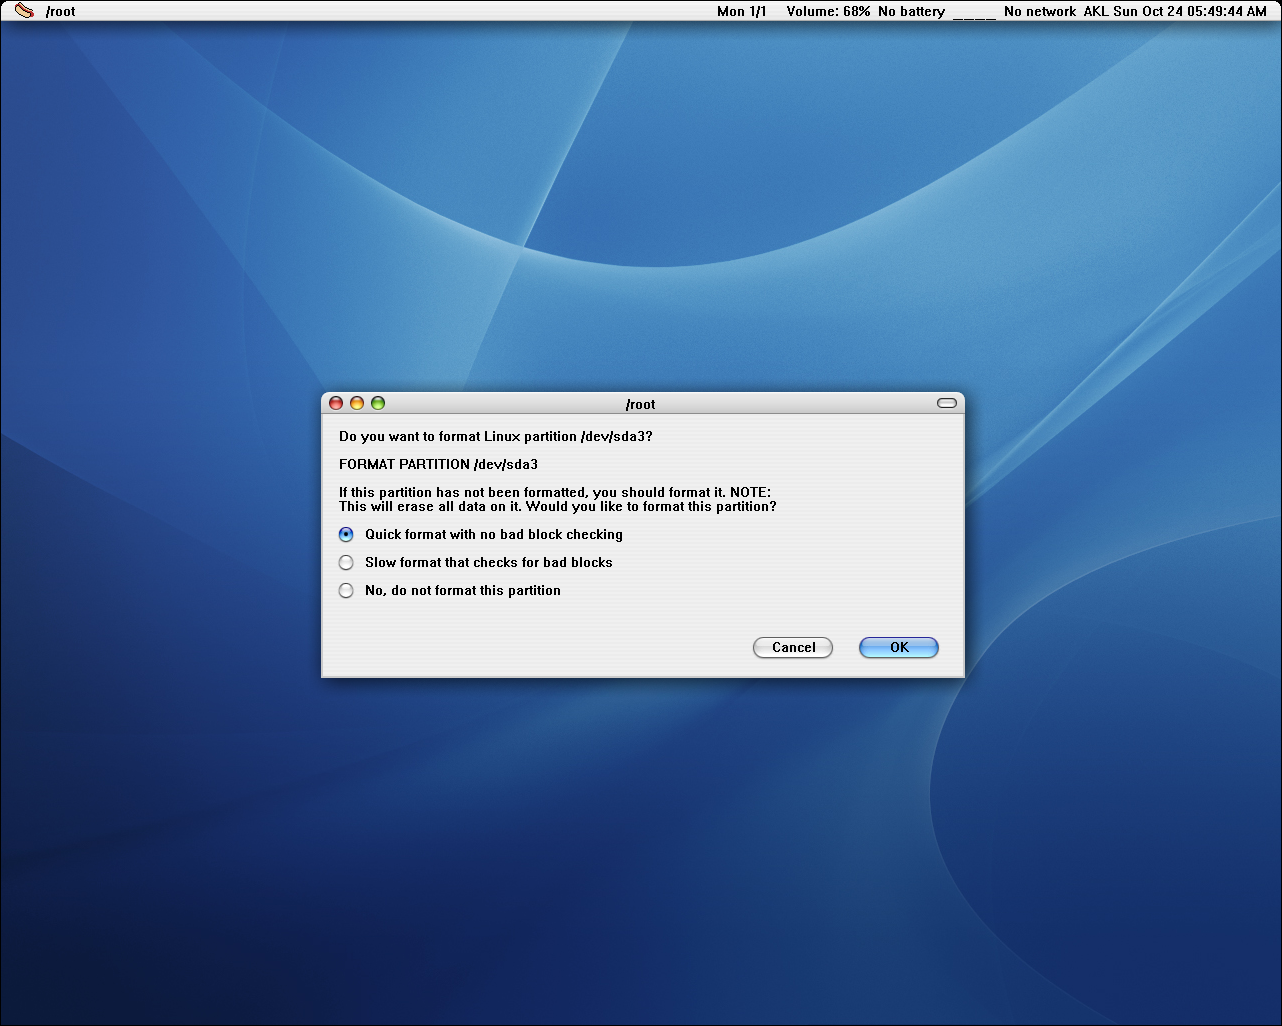 /root
Mon 1/1 Volume: 68% No battery ____ No network AKL Sun Oct 24 05:49:44 AM
/root
Do you want to format Linux partition /dev/sda3?
FORMAT PARTITION /dev/sda3
If this partition has not been formatted, you should format it. NOTE:
This will erase all data on it. Would you like to format this partition?
Quick format with no bad block checking
Slow format that checks for bad blocks
No, do not format this partition
Cancel
OK